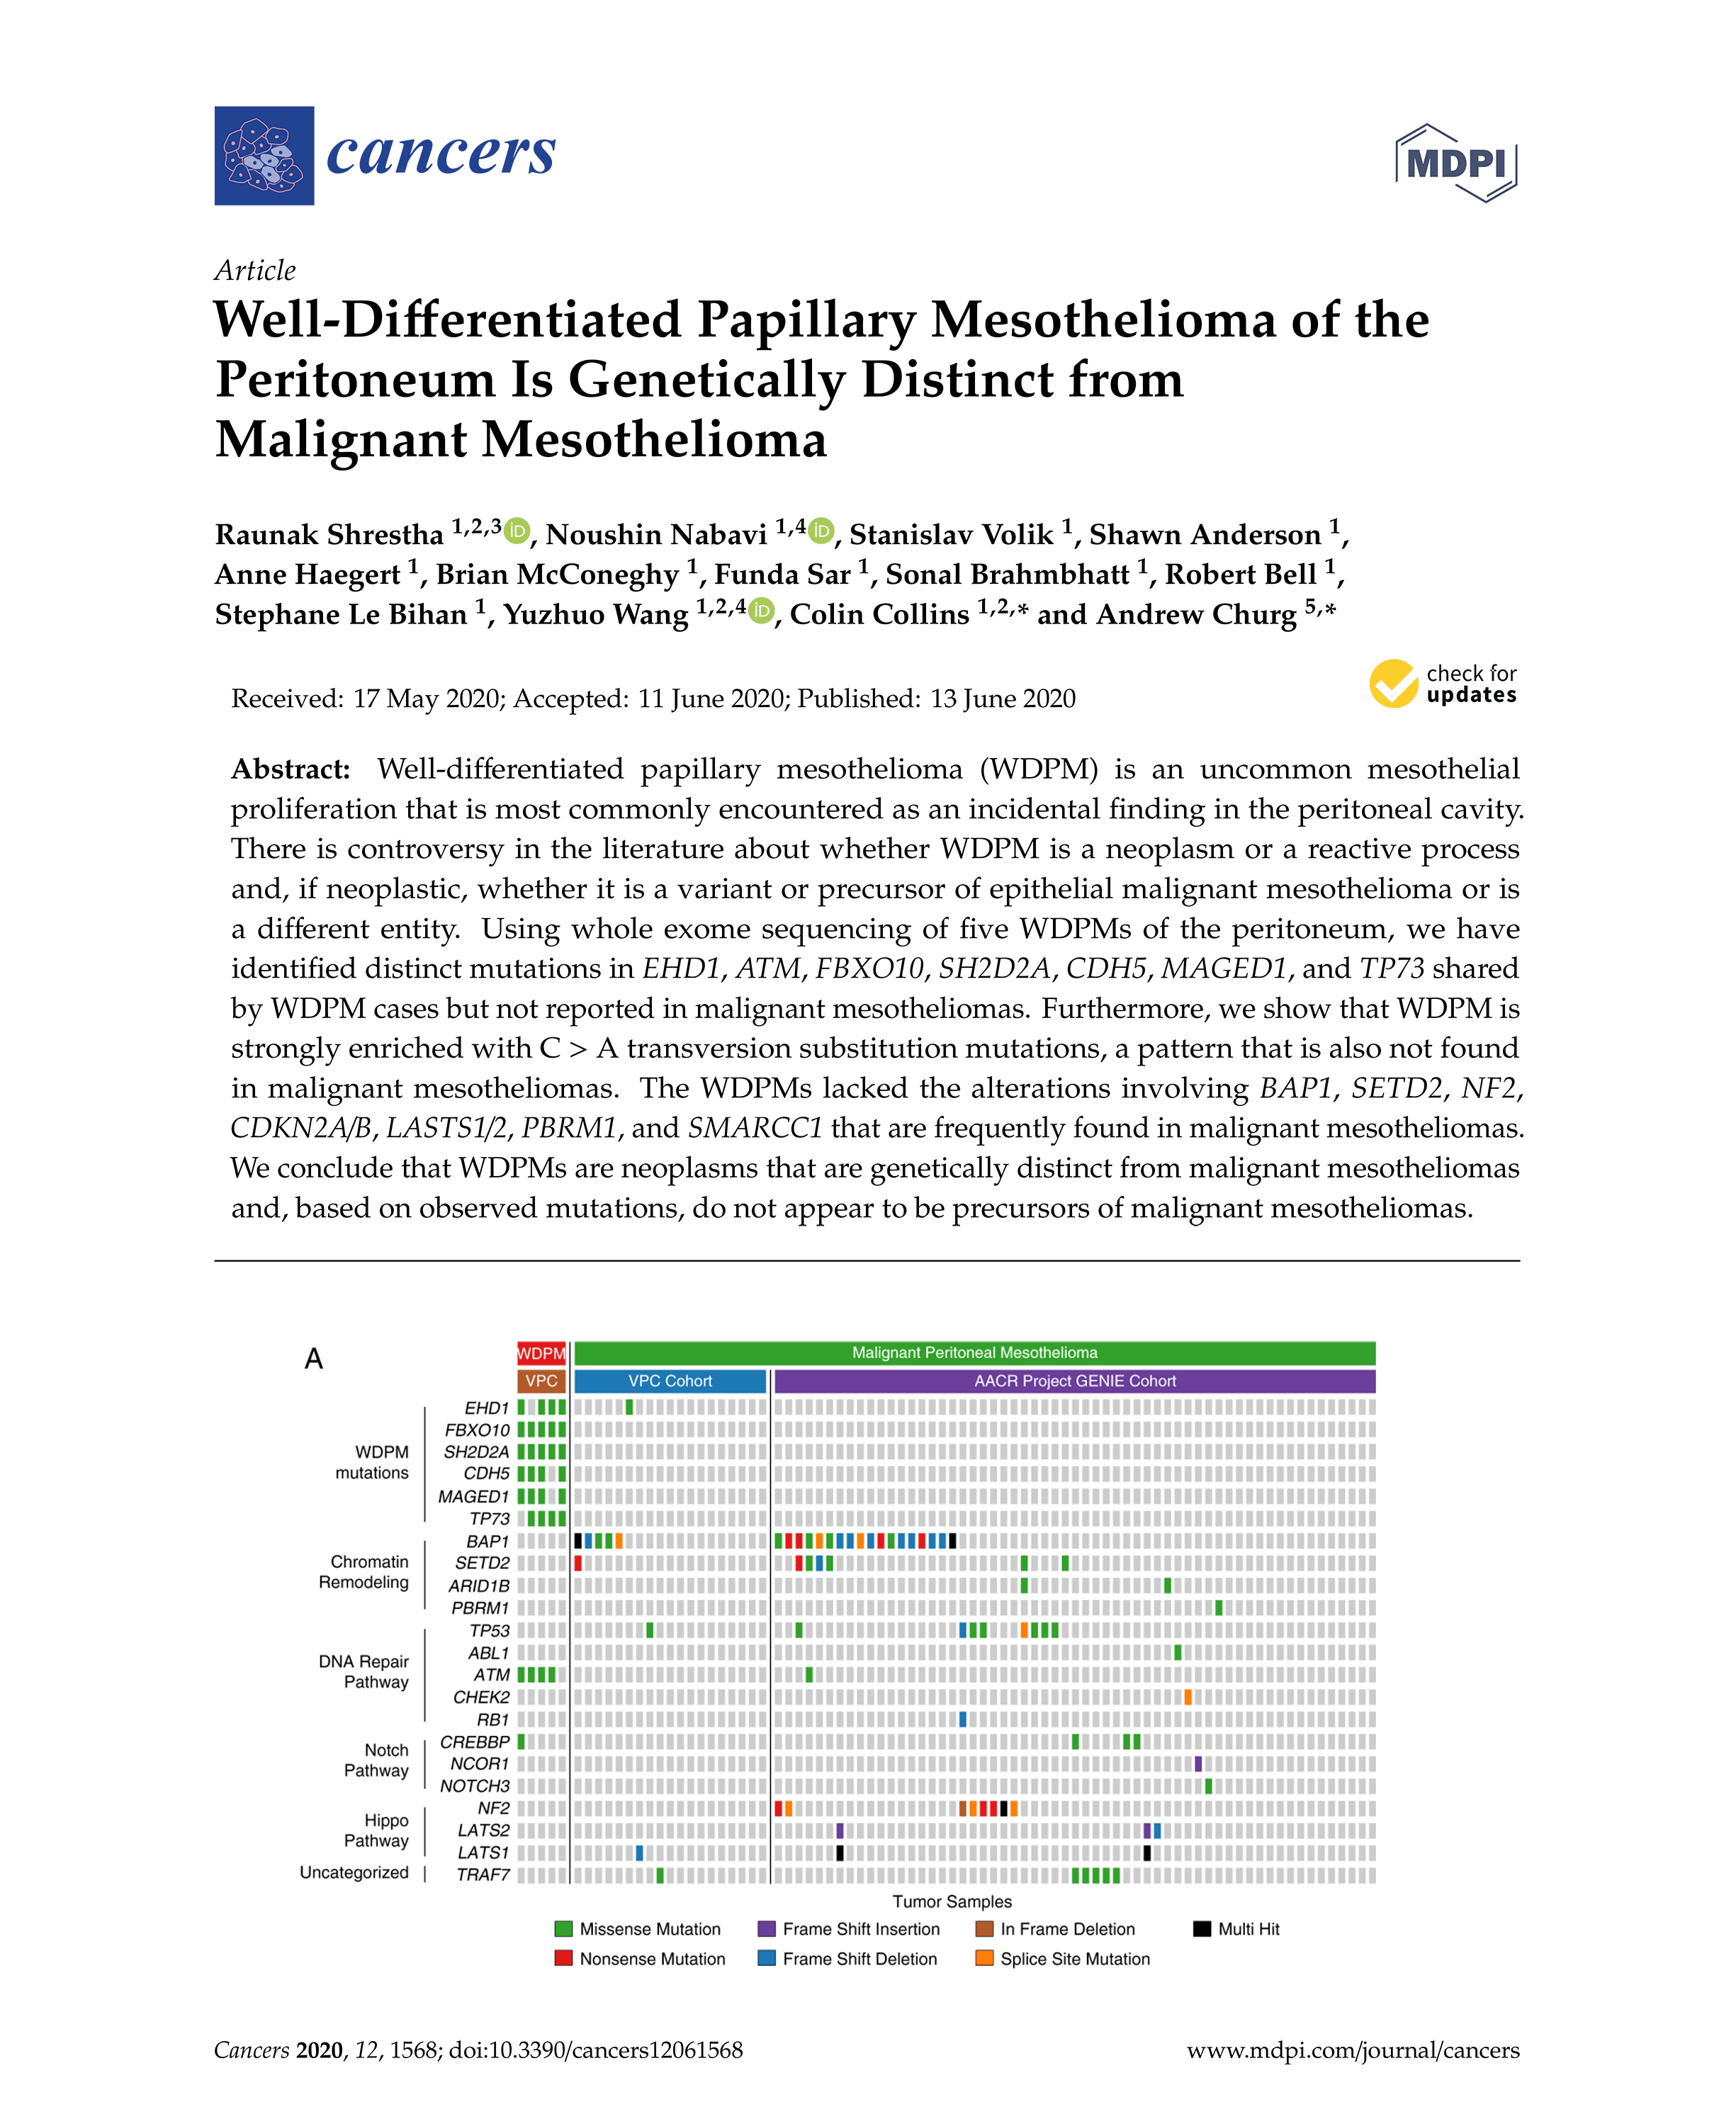 cancers
MDPI
Article
Well-Differentiated Papillary Mesothelioma of the
Peritoneum Is Genetically Distinct from
Malignant Mesothelioma
Raunak Shrestha 1,2,3 iD, Noushin Nabavi 1,4 iD, Stanislav Volik 1, Shawn Anderson 1,
Anne Haegert 1, Brian McConeghy 1, Funda Sar 1, Sonal Brahmbhatt 1, Robert Bell 1,
Stephane Le Bihan 1, Yuzhuo Wang 1,2,4 iD, Colin Collins 1,2,* and Andrew Churg 5,*
check for
updates
Received: 17 May 2020; Accepted: 11 June 2020; Published: 13 June 2020
Abstract: Well-differentiated papillary mesothelioma (WDPM) is an uncommon mesothelial
proliferation that is most commonly encountered as an incidental finding in the peritoneal cavity.
There is controversy in the literature about whether WDPM is a neoplasm or a reactive process
and, if neoplastic, whether it is a variant or precursor of epithelial malignant mesothelioma or is
a different entity. Using whole exome sequencing of five WDPMs of the peritoneum, we have
identified distinct mutations in EHD1, ATM, FBXO10, SH2D2A, CDH5, MAGED1, and TP73 shared
by WDPM cases but not reported in malignant mesotheliomas. Furthermore, we show that WDPM is
strongly enriched with C > A transversion substitution mutations, a pattern that is also not found
in malignant mesotheliomas. The WDPMs lacked the alterations involving BAP1, SETD2, NF2,
CDKN2A/B, LASTS1/2, PBRM1, and SMARCC1 that are frequently found in malignant mesotheliomas.
We conclude that WDPMs are neoplasms that are genetically distinct from malignant mesotheliomas
and, based on observed mutations, do not appear to be precursors of malignant mesotheliomas.
A
WDPM
Malignant Peritoneal Mesothelioma
VPC
VPC Cohort
AACR Project GENIE Cohort
WDPM
mutations
EHD1
FBXO10
SH2D2A
CDH5
MAGED1
TP73
Chromatin
Remodeling
BAP1
SETD2
ARID1B
PBRM1
DNA Repair
Pathway
TP53
ABL1
ATM
CHEK2
RB1
Notch
Pathway
CREBBP
NCOR1
NOTCH3
Hippo
Pathway
NF2
LATS2
LATS1
Uncategorized
TRAF7
Tumor Samples
Missense Mutation
Frame Shift Insertion
In Frame Deletion
Multi Hit
Nonsense Mutation
Frame Shift Deletion
Splice Site Mutation
Cancers 2020, 12, 1568; doi:10.3390/cancers12061568
www.mdpi.com/journal/cancers